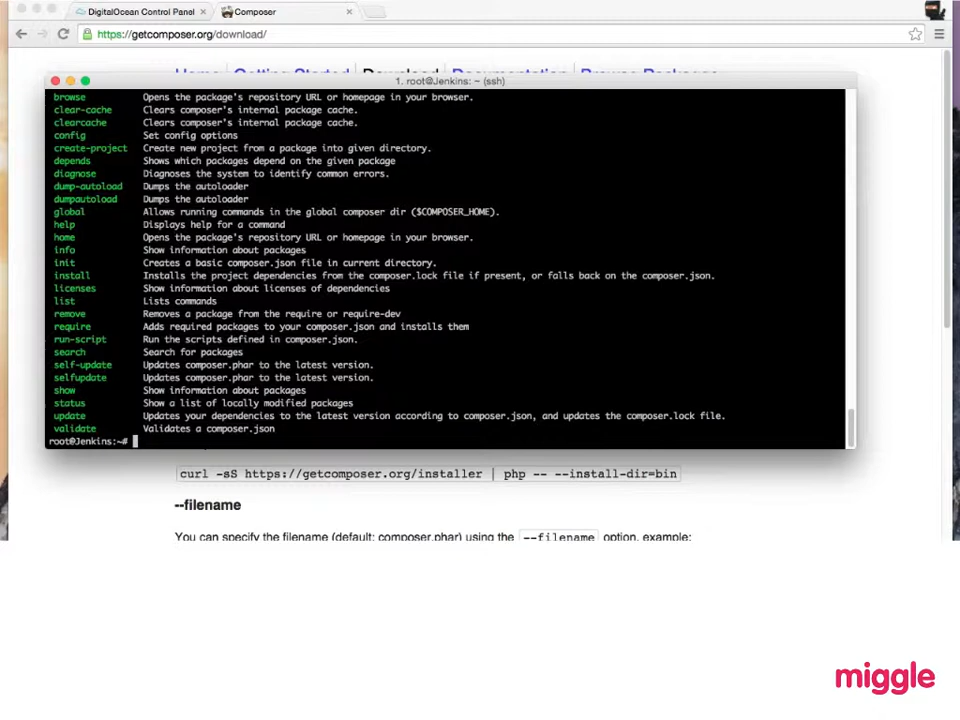 DigitalOcean Control Panel
Composer
https://getcomposer.org/download/
1. root@Jenkins: ~ (ssh)
browse Opens the package's repository URL or homepage in your browser.
clear-cache Clears composer's internal package cache.
clearcache Clears composer's internal package cache.
config Set config options
create-project Create new project from a package into given directory.
depends Shows which packages depend on the given package
diagnose Diagnoses the system to identify common errors.
dump-autoload Dumps the autoloader
dumpautoload Dumps the autoloader
global Allows running commands in the global composer dir ($COMPOSER_HOME).
help Displays help for a command
home Opens the package's repository URL or homepage in your browser.
info Show information about packages
init Creates a basic composer.json file in current directory.
install Installs the project dependencies from the composer.lock file if present, or falls back on the composer.json.
licenses Show information about licenses of dependencies
list Lists commands
remove Removes a package from the require or require-dev
require Adds required packages to your composer.json and installs them
run-script Run the scripts defined in composer.json.
search Search for packages
self-update Updates composer.phar to the latest version.
selfupdate Updates composer.phar to the latest version.
show Show information about packages
status Show a list of locally modified packages
update Updates your dependencies to the latest version according to composer.json, and updates the composer.lock file.
validate Validates a composer.json
root@Jenkins:~#
curl -sS https://getcomposer.org/installer | php -- --install-dir=bin
--filename
You can specify the filename (default: composer.phar) using the --filename option, example:
miggle